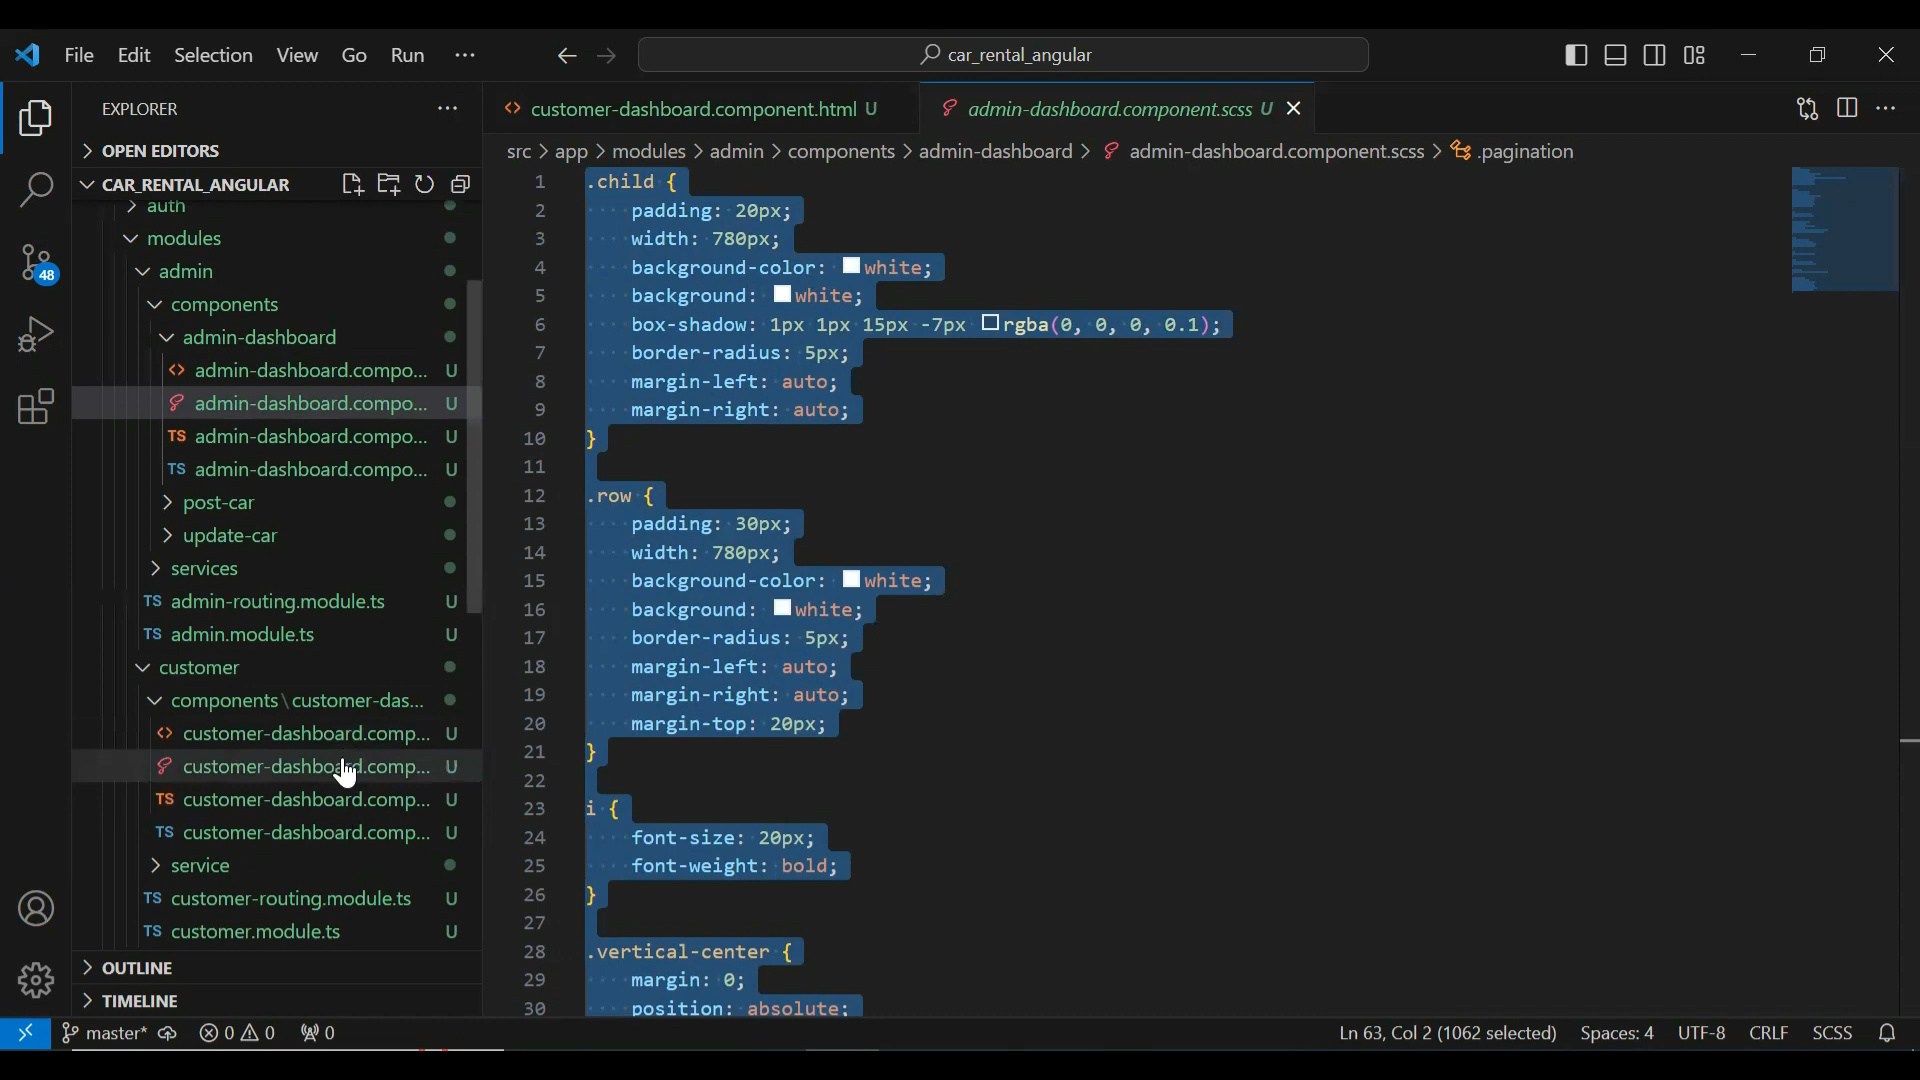 File Edit Selection View Go Run ···
car_rental_angular
EXPLORER
OPEN EDITORS
CAR_RENTAL_ANGULAR
auth
modules
admin
components
admin-dashboard
admin-dashboard.compo... U
admin-dashboard.compo... U
TS admin-dashboard.compo... U
TS admin-dashboard.compo... U
post-car
update-car
services
TS admin-routing.module.ts U
TS admin.module.ts U
customer
components\customer-das...
customer-dashboard.comp... U
customer-dashboard.comp... U
TS customer-dashboard.comp... U
TS customer-dashboard.comp... U
service
TS customer-routing.module.ts U
TS customer.module.ts U
OUTLINE
TIMELINE
48
customer-dashboard.component.html U
admin-dashboard.component.scss U
src > app > modules > admin > components > admin-dashboard > admin-dashboard.component.scss > .pagination
1 .child {
2 padding: 20px;
3 width: 780px;
4 background-color: white;
5 background: white;
6 box-shadow: 1px 1px 15px -7px rgba(0, 0, 0, 0.1);
7 border-radius: 5px;
8 margin-left: auto;
9 margin-right: auto;
10 }
11
12 .row {
13 padding: 30px;
14 width: 780px;
15 background-color: white;
16 background: white;
17 border-radius: 5px;
18 margin-left: auto;
19 margin-right: auto;
20 margin-top: 20px;
21 }
22
23 i {
24 font-size: 20px;
25 font-weight: bold;
26 }
27
28 .vertical-center {
29 margin: 0;
30 position: absolute;
master* 0 0 0 Ln 63, Col 2 (1062 selected) Spaces: 4 UTF-8 CRLF SCSS